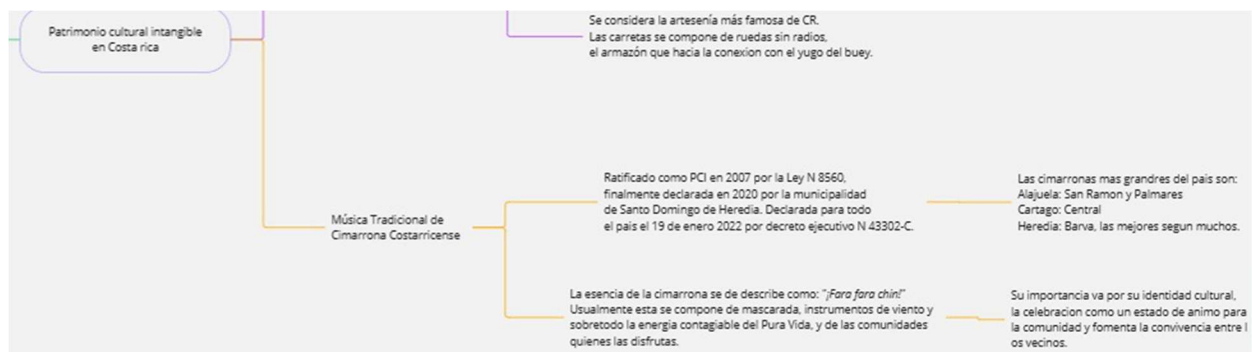 Patrimonio cultural intangible
en Costa rica
Se considera la artesenía más famosa de CR.
Las carretas se compone de ruedas sin radios,
el armazón que hacia la conexion con el yugo del buey.
Música Tradicional de
Cimarrona Costarricense
Ratificado como PCI en 2007 por la Ley N 8560,
finalmente declarada en 2020 por la municipalidad
de Santo Domingo de Heredia. Declarada para todo
el pais el 19 de enero 2022 por decreto ejecutivo N 43302-C.
Las cimarronas mas grandres del pais son:
Alajuela: San Ramon y Palmares
Cartago: Central
Heredia: Barva, las mejores segun muchos.
La esencia de la cimarrona se de describe como: "¡Fara fara chin!"
Usualmente esta se compone de mascarada, instrumentos de viento y
sobretodo la energia contagiable del Pura Vida, y de las comunidades
quienes las disfrutas.
Su importancia va por su identidad cultural,
la celebracion como un estado de animo para
la comunidad y fomenta la convivencia entre l
os vecinos.